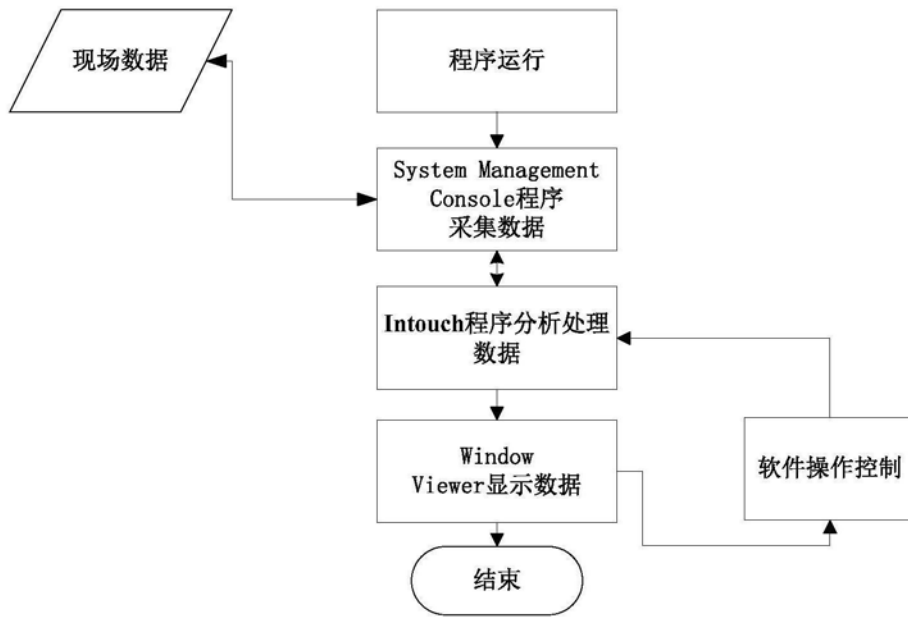 现场数据
程序运行
System Management
Console程序
采集数据
Intouch程序分析处理
数据
Window
Viewer显示数据
软件操作控制
结束